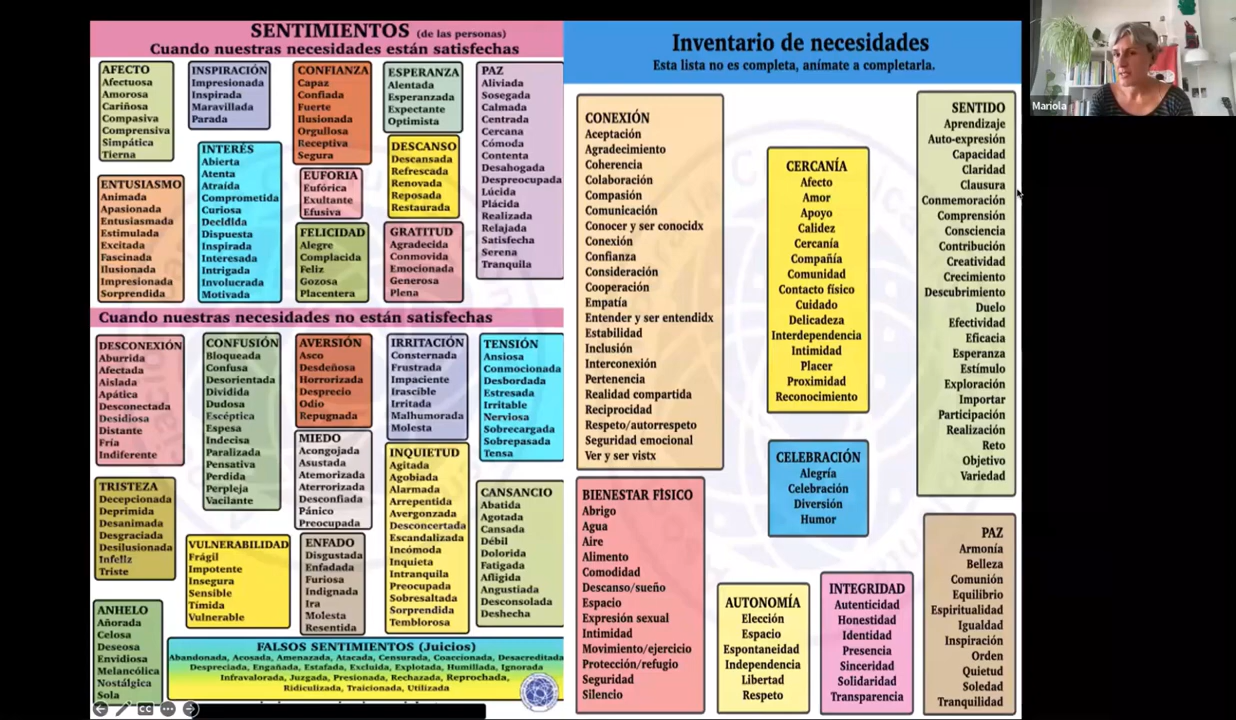 SENTIMIENTOS (de las personas)
Cuando nuestras necesidades están satisfechas
AFECTO
Afectuosa
Amorosa
Cariñosa
Compasiva
Comprensiva
Simpática
Tierna
ENTUSIASMO
Animada
Apasionada
Entusiasmada
Estimulada
Excitada
Fascinada
Ilusionada
Impresionada
Sorprendida
INSPIRACIÓN
Impresionada
Inspirada
Maravillada
Parada
INTERÉS
Abierta
Atenta
Atraída
Comprometida
Curiosa
Decidida
Dispuesta
Inspirada
Interesada
Intrigada
Involucrada
Motivada
CONFIANZA
Capaz
Confiada
Fuerte
Ilusionada
Orgullosa
Receptiva
Segura
EUFORIA
Eufórica
Exultante
Efusiva
FELICIDAD
Alegre
Complacida
Feliz
Gozosa
Placentera
ESPERANZA
Alentada
Esperanzada
Expectante
Optimista
DESCANSO
Descansada
Refrescada
Renovada
Reposada
Restaurada
GRATITUD
Agradecida
Conmovida
Emocionada
Generosa
Plena
PAZ
Aliviada
Sosegada
Calmada
Centrada
Cercana
Cómoda
Contenta
Desahogada
Despreocupada
Lúcida
Plácida
Realizada
Relajada
Satisfecha
Serena
Tranquila
Cuando nuestras necesidades no están satisfechas
DESCONEXIÓN
Aburrida
Afectada
Aislada
Apática
Desconectada
Desidiosa
Distante
Fría
Indiferente
TRISTEZA
Decepcionada
Deprimida
Desanimada
Desgraciada
Desilusionada
Infeliz
Triste
ANHELO
Añorada
Celosa
Deseosa
Envidiosa
Melancólica
Nostálgica
Sola
CONFUSIÓN
Bloqueada
Confusa
Desorientada
Dividida
Dudosa
Escéptica
Espesa
Indecisa
Paralizada
Pensativa
Perdida
Perpleja
Vacilante
VULNERABILIDAD
Frágil
Impotente
Insegura
Sensible
Tímida
Vulnerable
AVERSIÓN
Asco
Desdeñosa
Horrorizada
Desprecio
Odio
Repugnada
MIEDO
Acongojada
Asustada
Atemorizada
Aterrorizada
Desconfiada
Pánico
Preocupada
ENFADO
Disgustada
Enfadada
Furiosa
Indignada
Ira
Molesta
Resentida
IRRITACIÓN
Consternada
Frustrada
Impaciente
Irascible
Irritada
Malhumorada
Molesta
INQUIETUD
Agitada
Agobiada
Alarmada
Arrepentida
Avergonzada
Desconcertada
Escandalizada
Incómoda
Inquieta
Intranquila
Preocupada
Sobresaltada
Sorprendida
Temblorosa
TENSIÓN
Ansiosa
Conmocionada
Desbordada
Estresada
Irritable
Nerviosa
Sobrecargada
Sobrepasada
Tensa
CANSANCIO
Abatida
Agotada
Cansada
Débil
Dolorida
Fatigada
Afligida
Angustiada
Desconsolada
Deshecha
FALSOS SENTIMIENTOS (Juicios)
Abandonada, Acosada, Amenazada, Atacada, Censurada, Coaccionada, Desacreditada
Despreciada, Engañada, Estafada, Excluida, Explotada, Humillada, Ignorada
Infravalorada, Juzgada, Presionada, Rechazada, Reprochada,
Ridiculizada, Traicionada, Utilizada
Inventario de necesidades
Esta lista no es completa, anímate a completarla.
CONEXIÓN
Aceptación
Agradecimiento
Coherencia
Colaboración
Compasión
Comunicación
Conocer y ser conocidx
Conexión
Confianza
Consideración
Cooperación
Empatía
Entender y ser entendidx
Estabilidad
Inclusión
Interconexión
Pertenencia
Realidad compartida
Reciprocidad
Respeto/autorrespeto
Seguridad emocional
Ver y ser vistx
BIENESTAR FÌSICO
Abrigo
Agua
Aire
Alimento
Comodidad
Descanso/sueño
Espacio
Expresión sexual
Intimidad
Movimiento/ejercicio
Protección/refugio
Seguridad
Silencio
CERCANÍA
Afecto
Amor
Apoyo
Calidez
Cercanía
Compañía
Comunidad
Contacto físico
Cuidado
Delicadeza
Interdependencia
Intimidad
Placer
Proximidad
Reconocimiento
CELEBRACIÓN
Alegría
Celebración
Diversión
Humor
AUTONOMÍA
Elección
Espacio
Espontaneidad
Independencia
Libertad
Respeto
INTEGRIDAD
Autenticidad
Honestidad
Identidad
Presencia
Sinceridad
Solidaridad
Transparencia
SENTIDO
Aprendizaje
Auto-expresión
Capacidad
Claridad
Clausura
Conmemoración
Comprensión
Consciencia
Contribución
Creatividad
Crecimiento
Descubrimiento
Duelo
Efectividad
Eficacia
Esperanza
Estímulo
Exploración
Importar
Participación
Realización
Reto
Objetivo
Variedad
PAZ
Armonía
Belleza
Comunión
Equilibrio
Espiritualidad
Igualdad
Inspiración
Orden
Quietud
Soledad
Tranquilidad
Mariola
CC